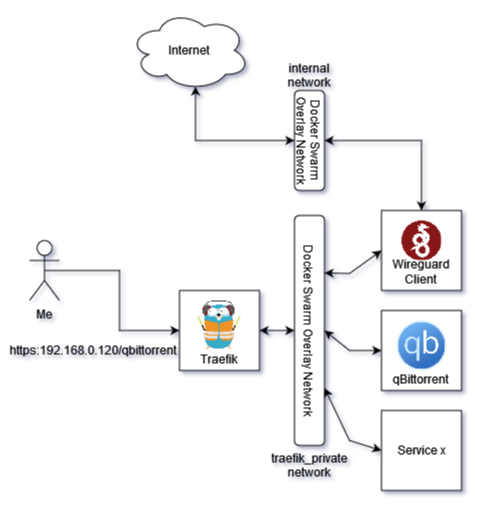 Internet
internal
network
Docker Swarm
Overlay Network
Wireguard
Client
Me
https:192.168.0.120/qbittorrent
Traefik
Docker Swarm Overlay Network
qb
qBittorrent
Service x
traefik_private
network